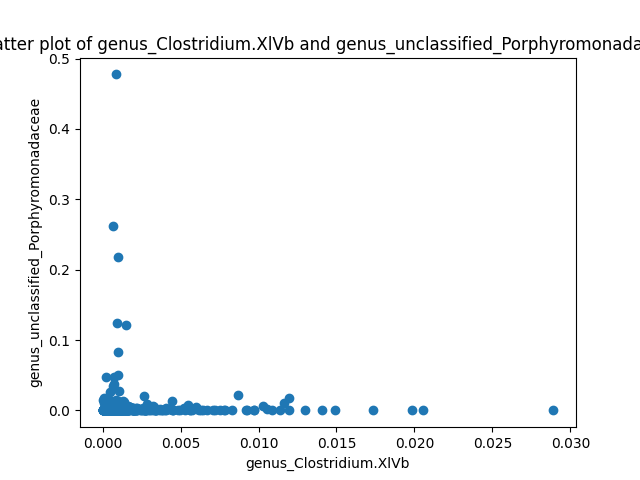 atter plot of genus_Clostridium.XlVb and genus_unclassified_Porphyromonada
genus_unclassified_Porphyromonadaceae
0.5
0.4
0.3
0.2
0.1
0.0
0.000 0.005 0.010 0.015 0.020 0.025 0.030
genus_Clostridium.XlVb